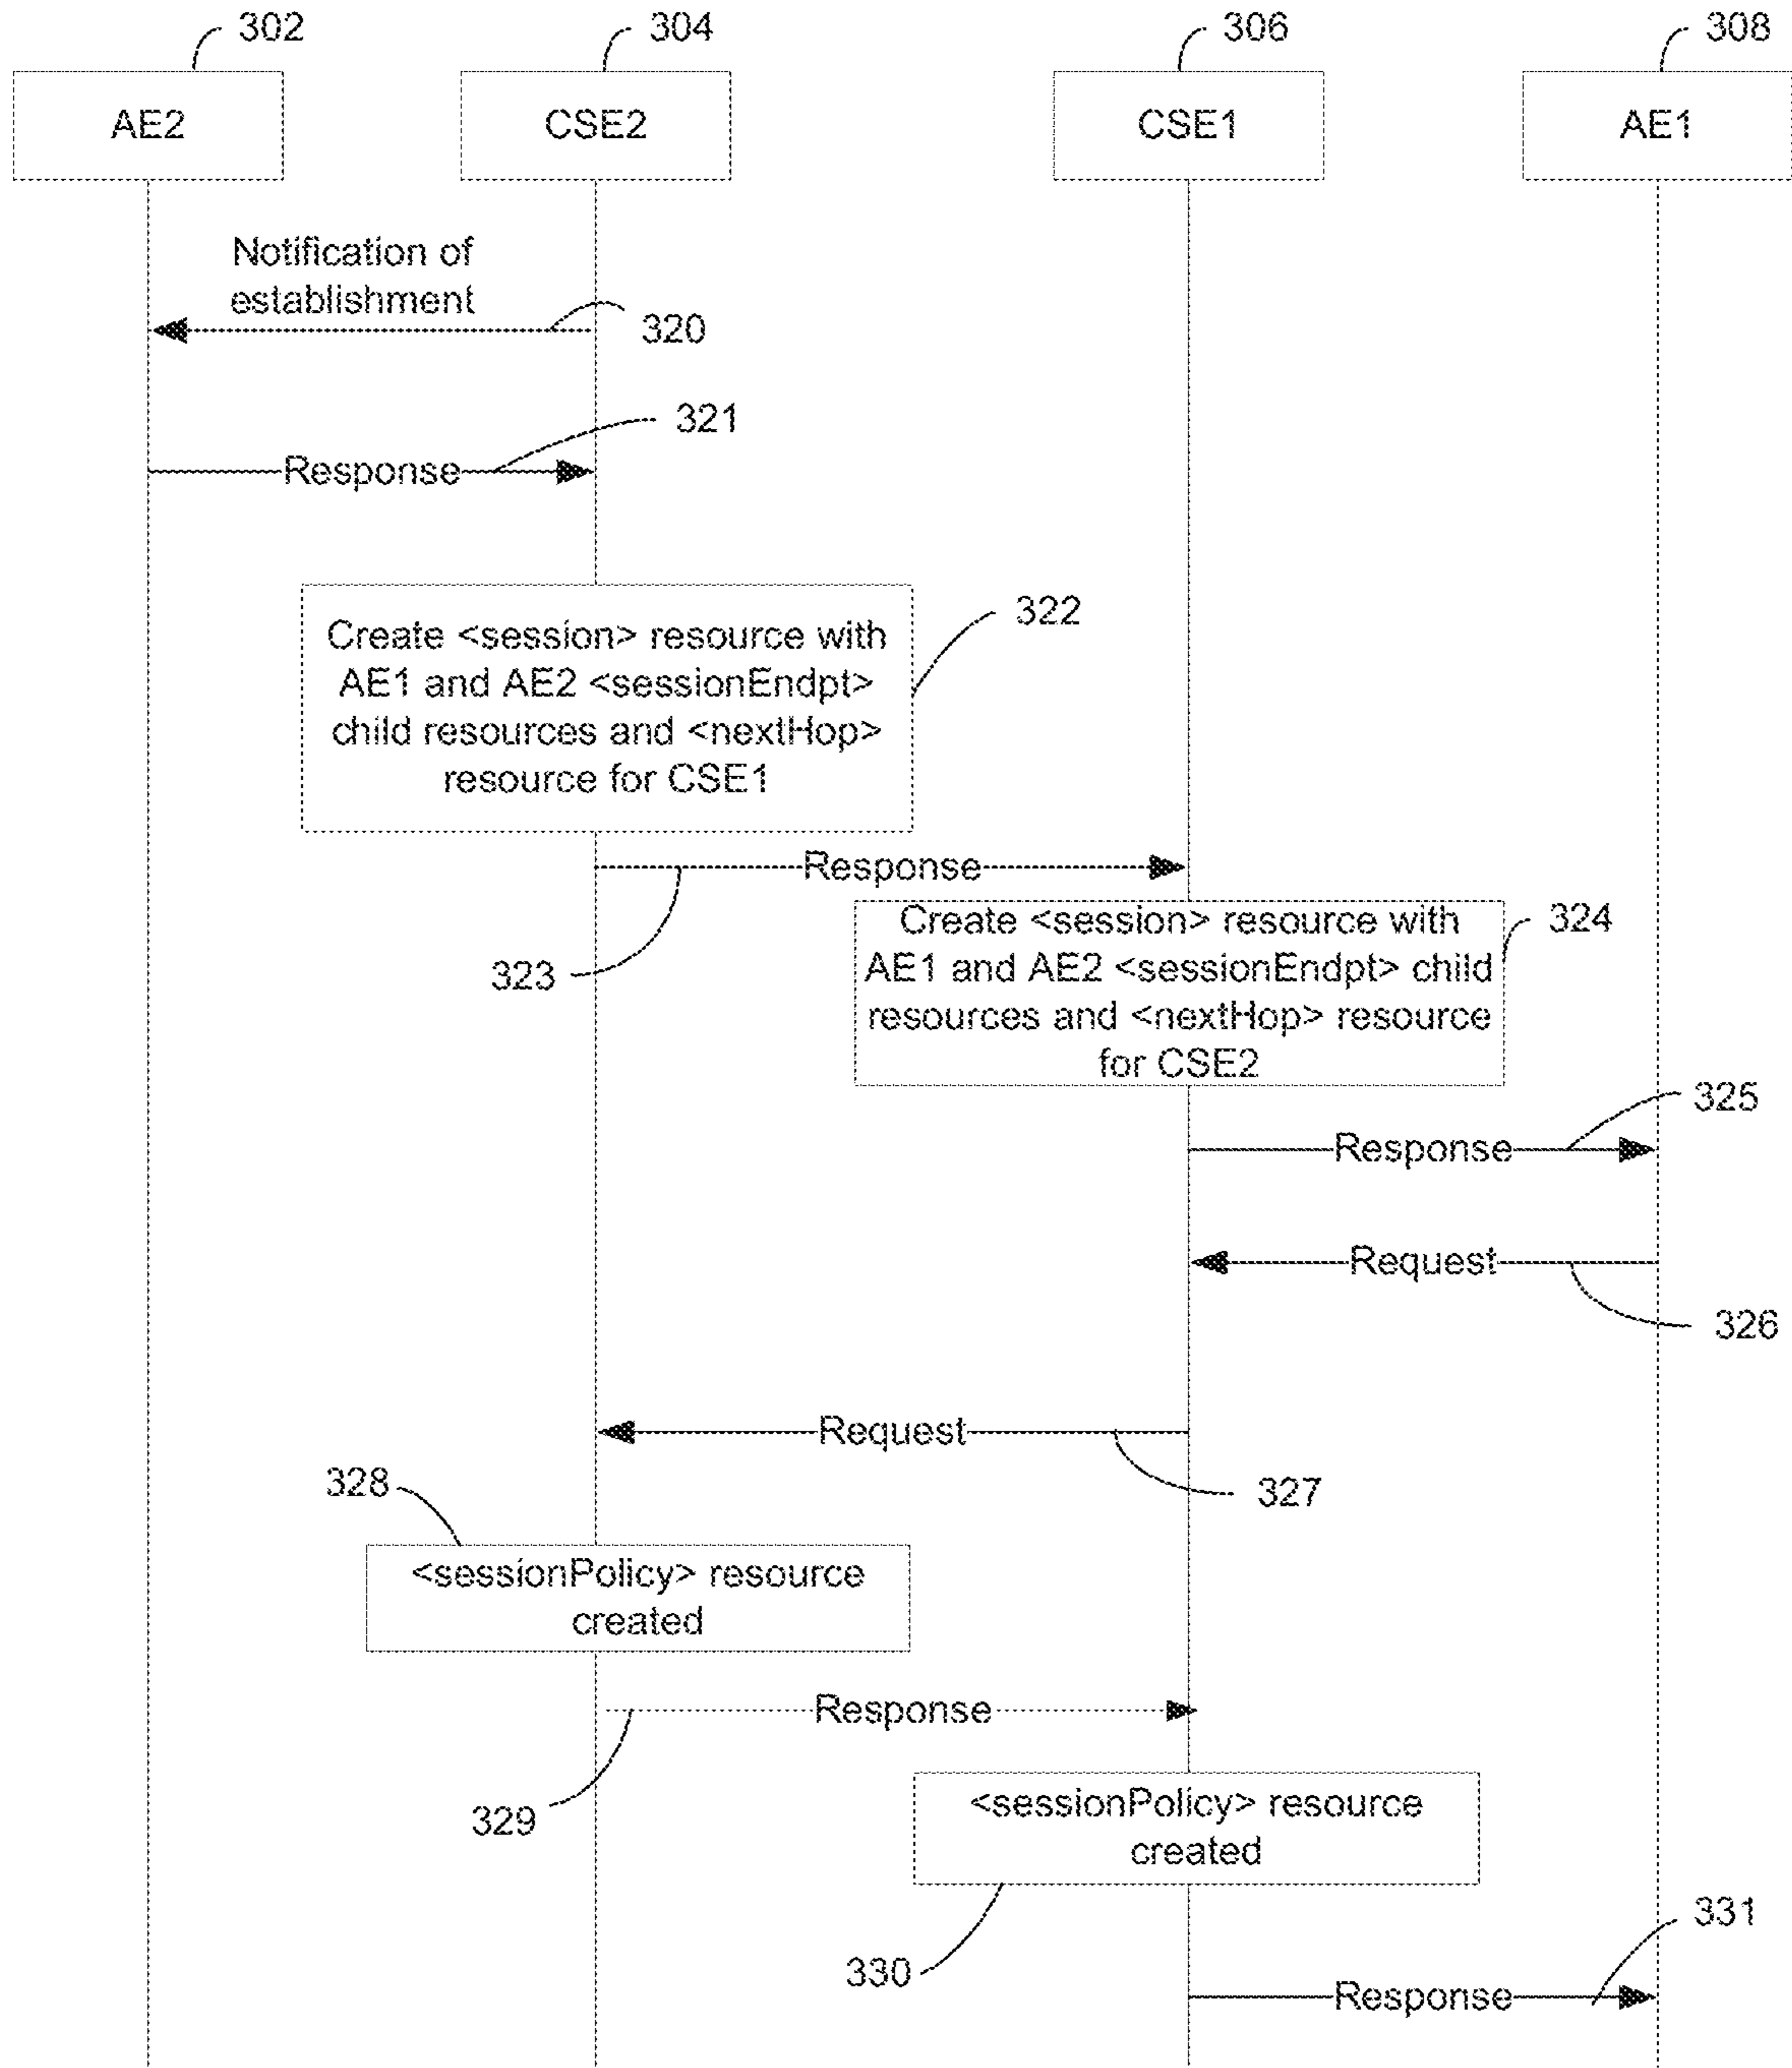 302
304
306
308
AE2
CSE2
CSE1
AE1
Notification of
establishment
320
321
Response
322
Create <session> resource with
AE1 and AE2 <sessionEndpt>
child resources and <nextHop>
resource for CSE1
Response
323
324
Create <session> resource with
AE1 and AE2 <sessionEndpt> child
resources and <nextHop> resource
for CSE2
325
Response
Request
326
Request
327
328
<sessionPolicy> resource
created
Response
329
<sessionPolicy> resource
created
330
331
Response